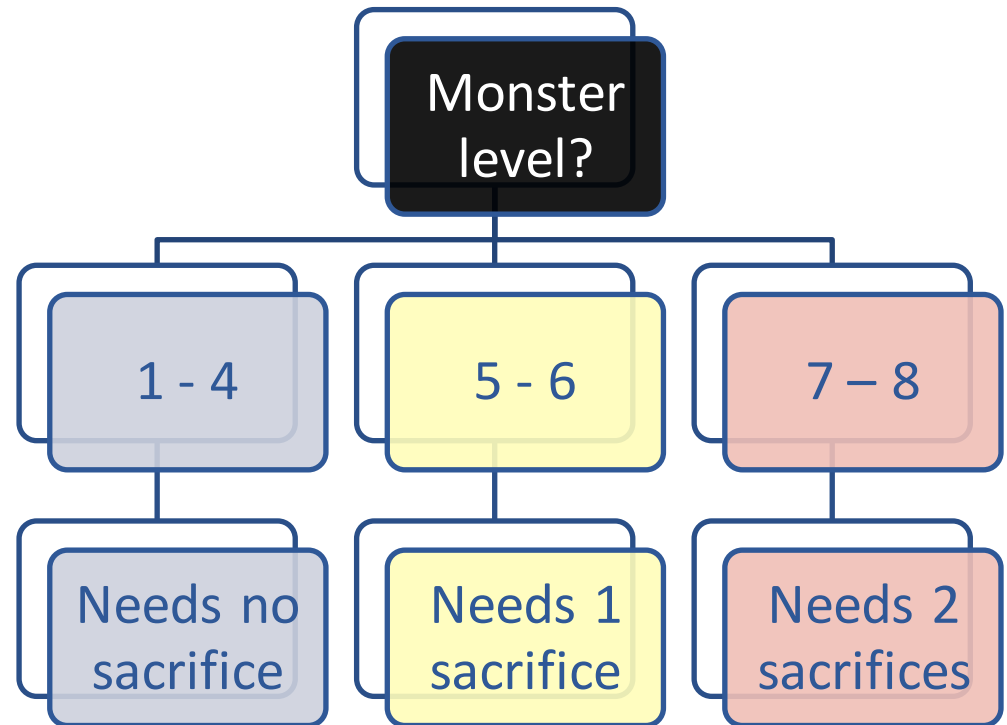 Monster
level?
1 - 4
5 - 6
7 – 8
Needs no
sacrifice
Needs 1
sacrifice
Needs 2
sacrifices